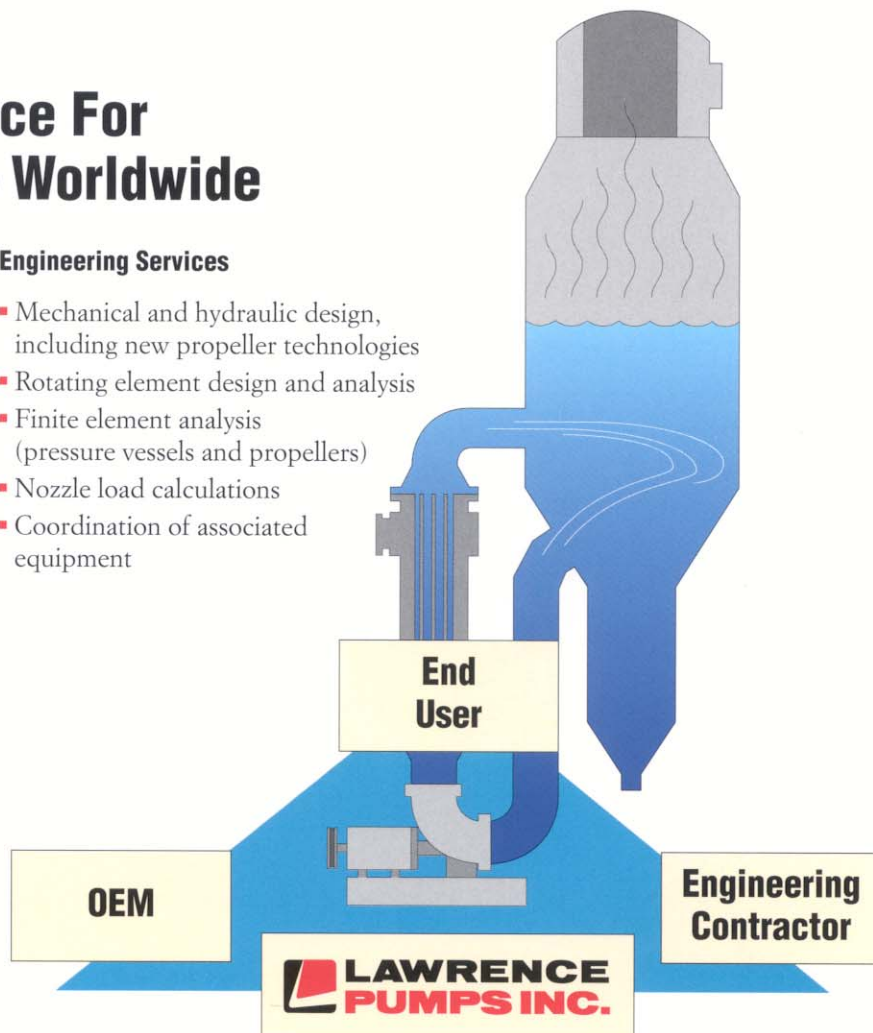 ce For
Worldwide
Engineering Services
▪ Mechanical and hydraulic design,
including new propeller technologies
▪ Rotating element design and analysis
▪ Finite element analysis
(pressure vessels and propellers)
▪ Nozzle load calculations
▪ Coordination of associated
equipment
End
User
OEM
Engineering
Contractor
LAWRENCE
PUMPS INC.